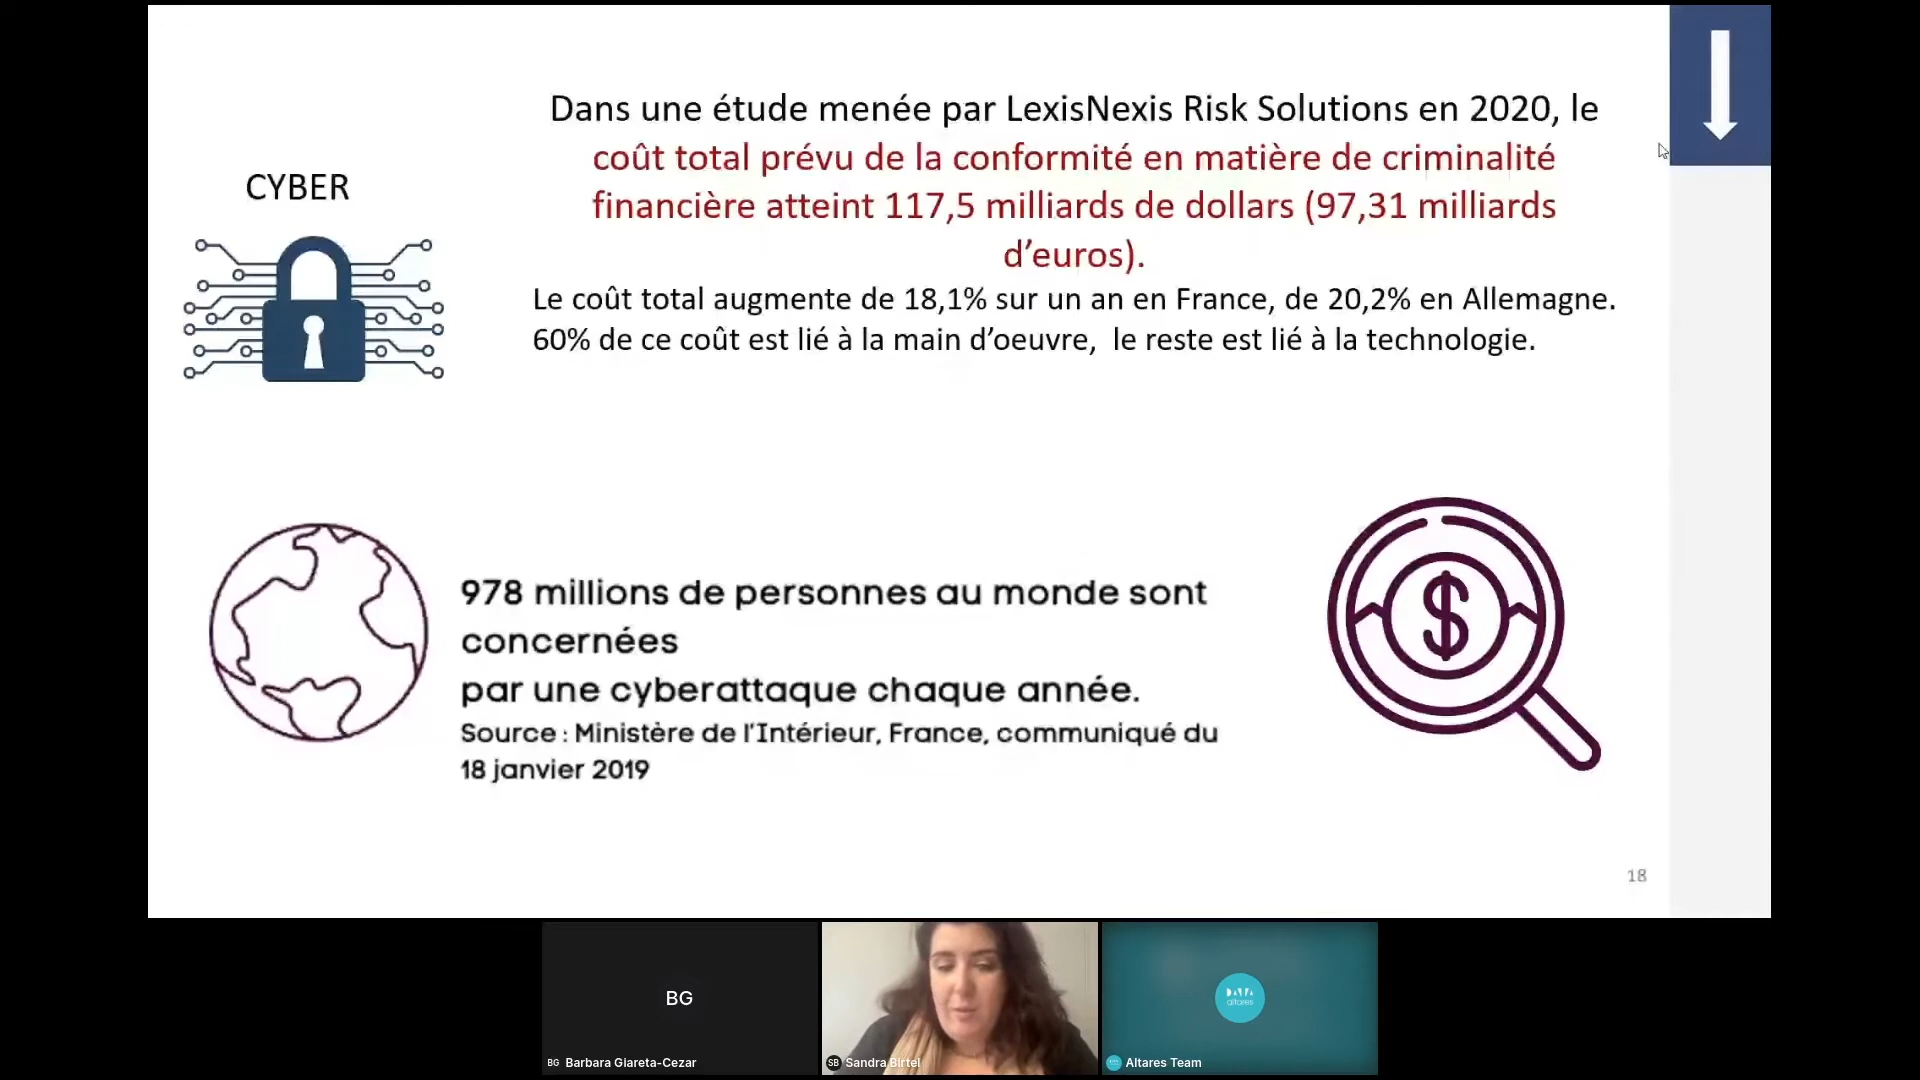 Dans une étude menée par LexisNexis Risk Solutions en 2020, le
coût total prévu de la conformité en matière de criminalité
financière atteint 117,5 milliards de dollars (97,31 milliards
d’euros).
CYBER
Le coût total augmente de 18,1% sur un an en France, de 20,2% en Allemagne.
60% de ce coût est lié à la main d’oeuvre,  le reste est lié à la technologie.
978 millions de personnes au monde sont
concernées
par une cyberattaque chaque année.
Source : Ministère de l'Intérieur, France, communiqué du
18 janvier 2019
$
18
BG
BG Barbara Giareta-Cezar
SB Sandra Birtel
DATA
altares
Altares Team